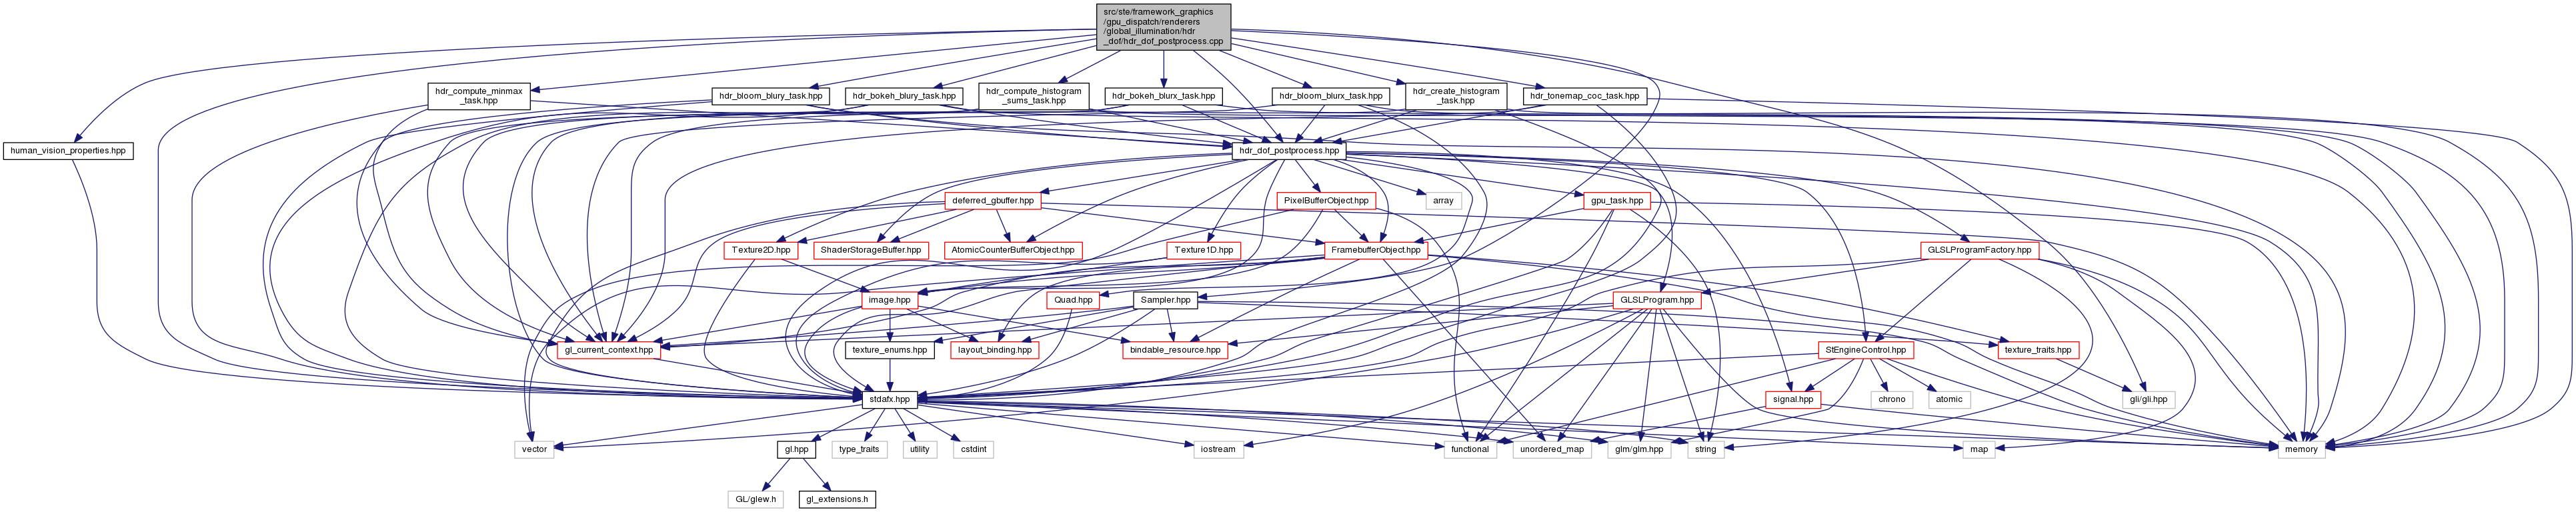 src/ste/framework_graphics
/gpu_dispatch/renderers
/global_illumination/hdr
_dof/hdr_dof_postprocess.cpp
hdr_compute_minmax
_task.hpp
hdr_bloom_blury_task.hpp
hdr_bokeh_blury_task.hpp
hdr_compute_histogram
_sums_task.hpp
hdr_bokeh_blurx_task.hpp
hdr_bloom_blurx_task.hpp
hdr_create_histogram
_task.hpp
hdr_tonemap_coc_task.hpp
human_vision_properties.hpp
hdr_dof_postprocess.hpp
deferred_gbuffer.hpp
PixelBufferObject.hpp
array
gpu_task.hpp
Texture2D.hpp
ShaderStorageBuffer.hpp
AtomicCounterBufferObject.hpp
Texture1D.hpp
FramebufferObject.hpp
GLSLProgramFactory.hpp
image.hpp
Quad.hpp
Sampler.hpp
GLSLProgram.hpp
gl_current_context.hpp
texture_enums.hpp
layout_binding.hpp
bindable_resource.hpp
StEngineControl.hpp
texture_traits.hpp
stdafx.hpp
signal.hpp
chrono
atomic
gli/gli.hpp
vector
gl.hpp
type_traits
utility
cstdint
iostream
functional
unordered_map
glm/glm.hpp
string
map
memory
GL/glew.h
gl_extensions.h